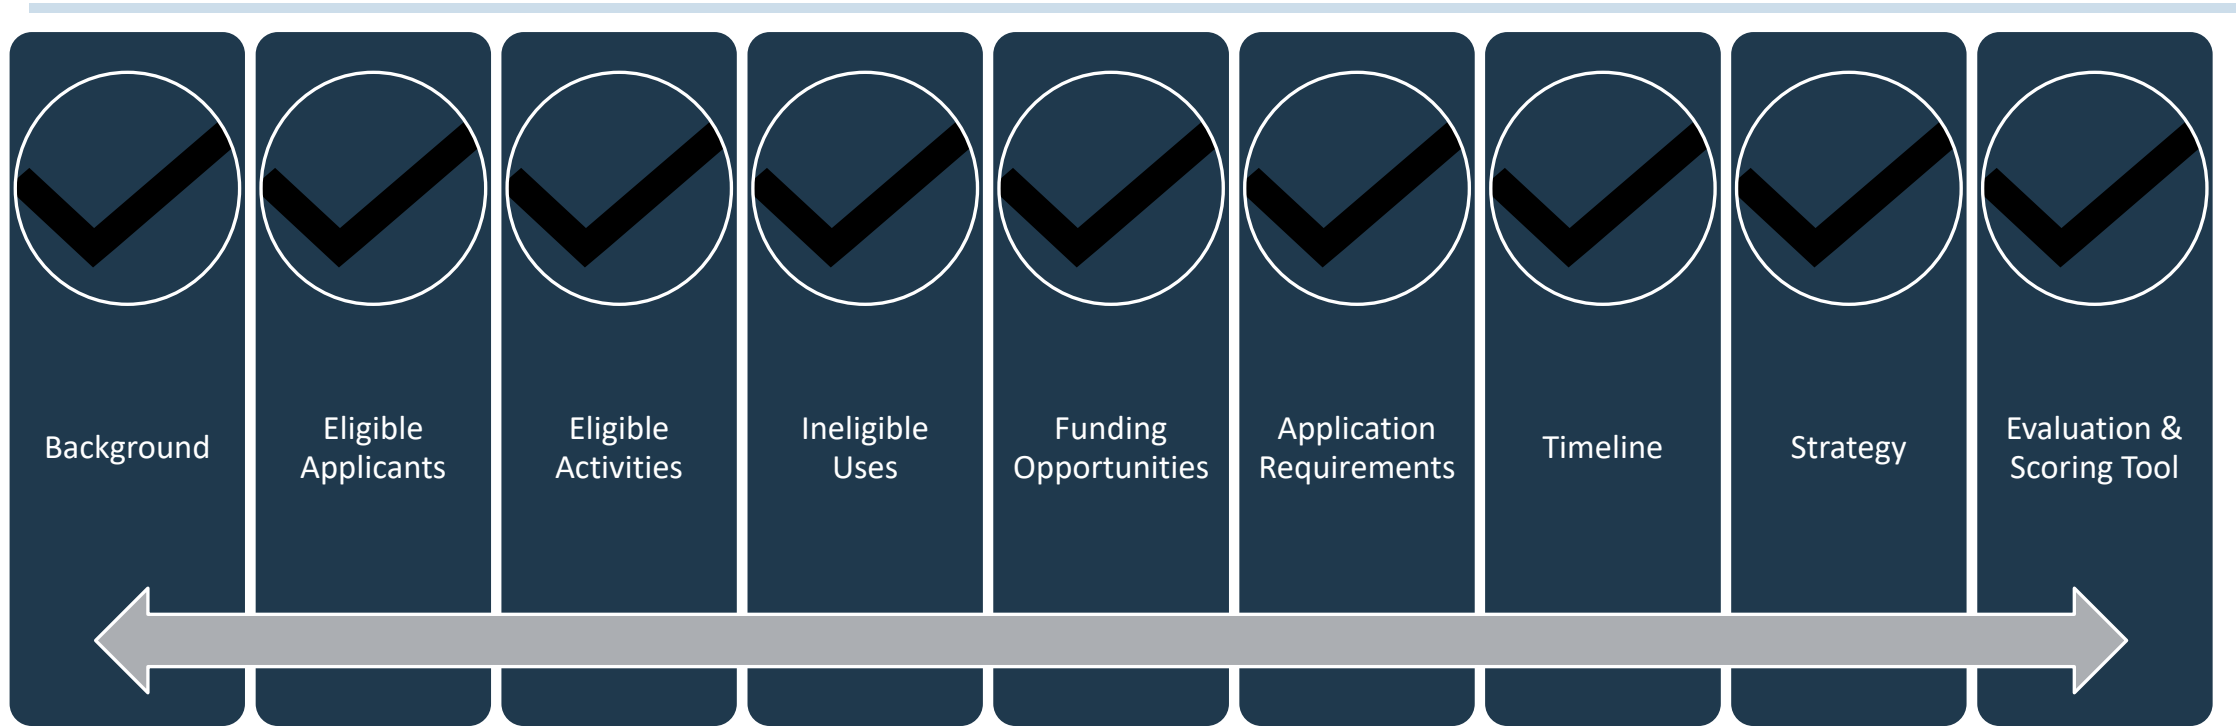 Background
Eligible
Applicants
Eligible
Activities
Ineligible
Uses
Funding
Opportunities
Application
Requirements
Timeline
Strategy
Evaluation &
Scoring Tool